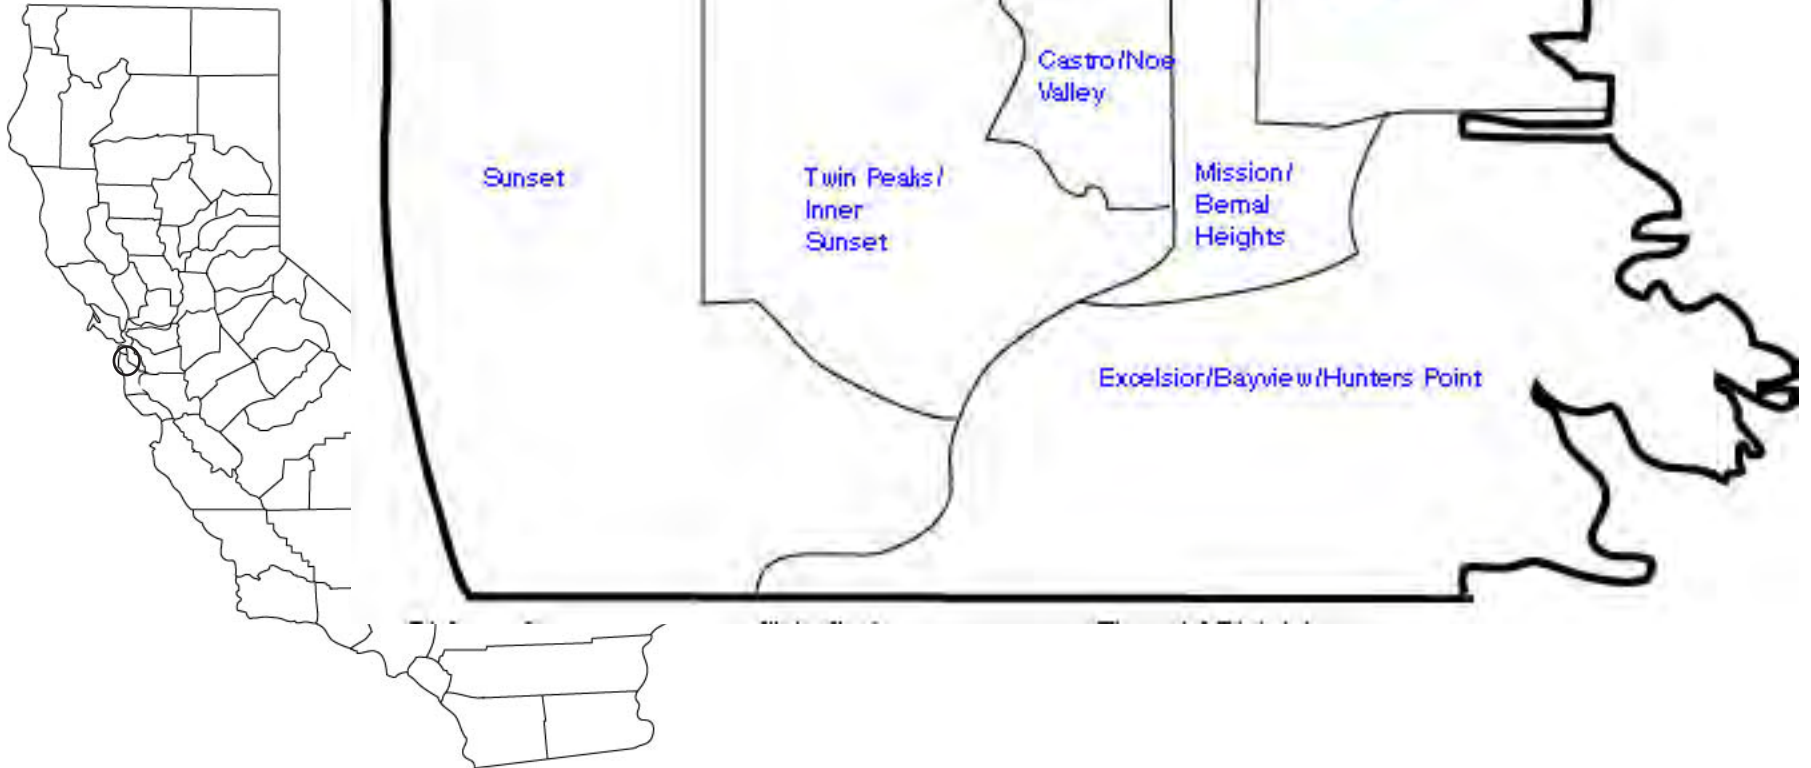 Castro/Noe
Valley
Sunset
Twin Peaks/
Inner
Sunset
Mission/
Bernal
Heights
Excelsior/Bayview/Hunters Point